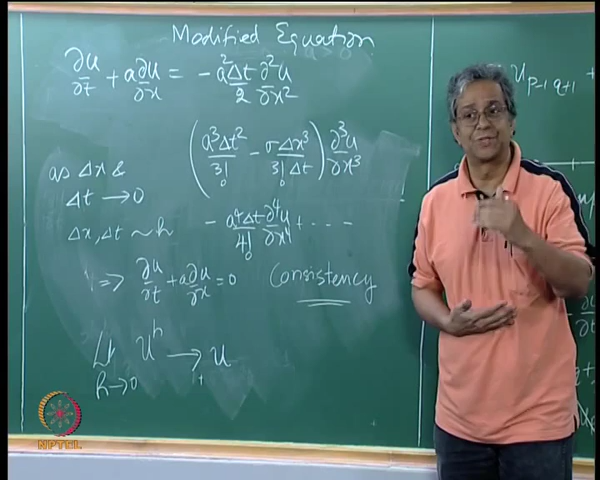 Modified Equation
∂u/∂t + a ∂u/∂x = - a²Δt/2 ∂²u/∂x²
(a³Δt²/3! - σΔx³/3!Δt) ∂³u/∂x³
as Δx &
Δt → 0
Δx, Δt ~ h
- a⁴Δt/4! ∂⁴u/∂x⁴ + ...
=> ∂u/∂t + a ∂u/∂x = 0 Consistency
Lt u^h → u
h→0
u p-1 q+1 +
NPTEL